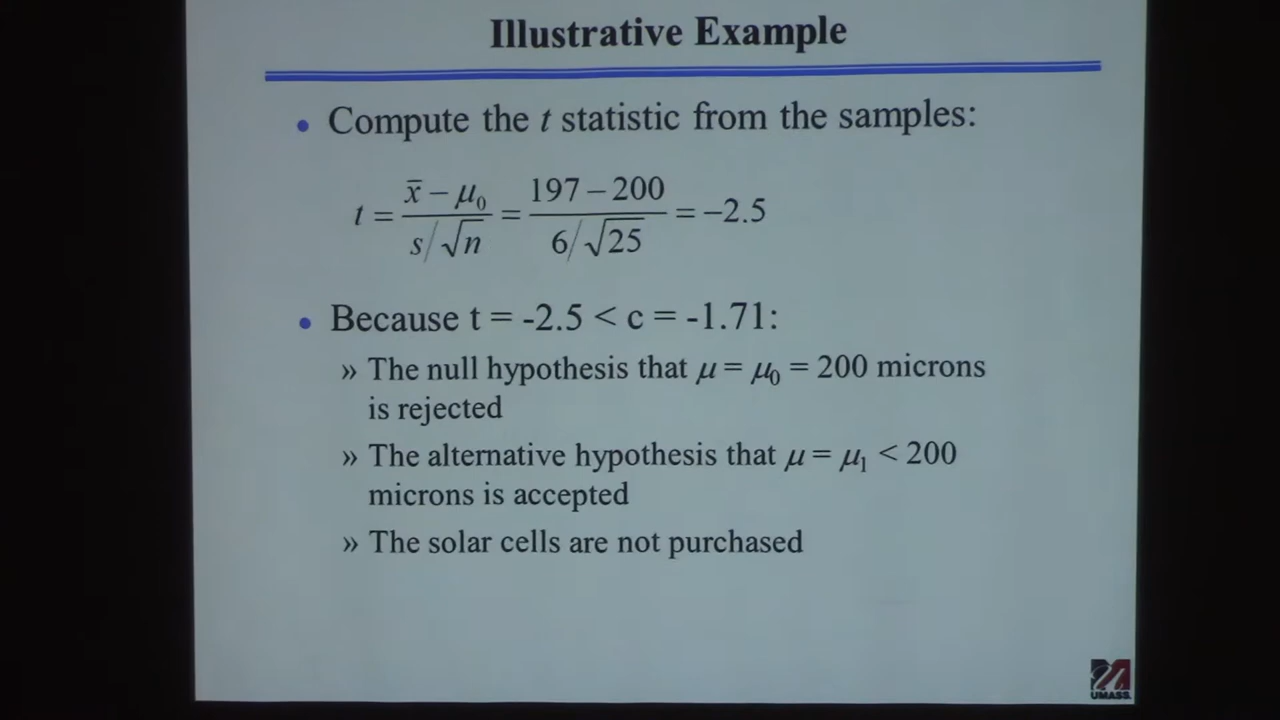 Illustrative Example
• Compute the t statistic from the samples:
t = (x̄ − μ₀)/(s/√n) = (197 − 200)/(6/√25) = −2.5
• Because t = -2.5 < c = -1.71:
» The null hypothesis that μ = μ₀ = 200 microns
is rejected
» The alternative hypothesis that μ = μ₁ < 200
microns is accepted
» The solar cells are not purchased
UMASS